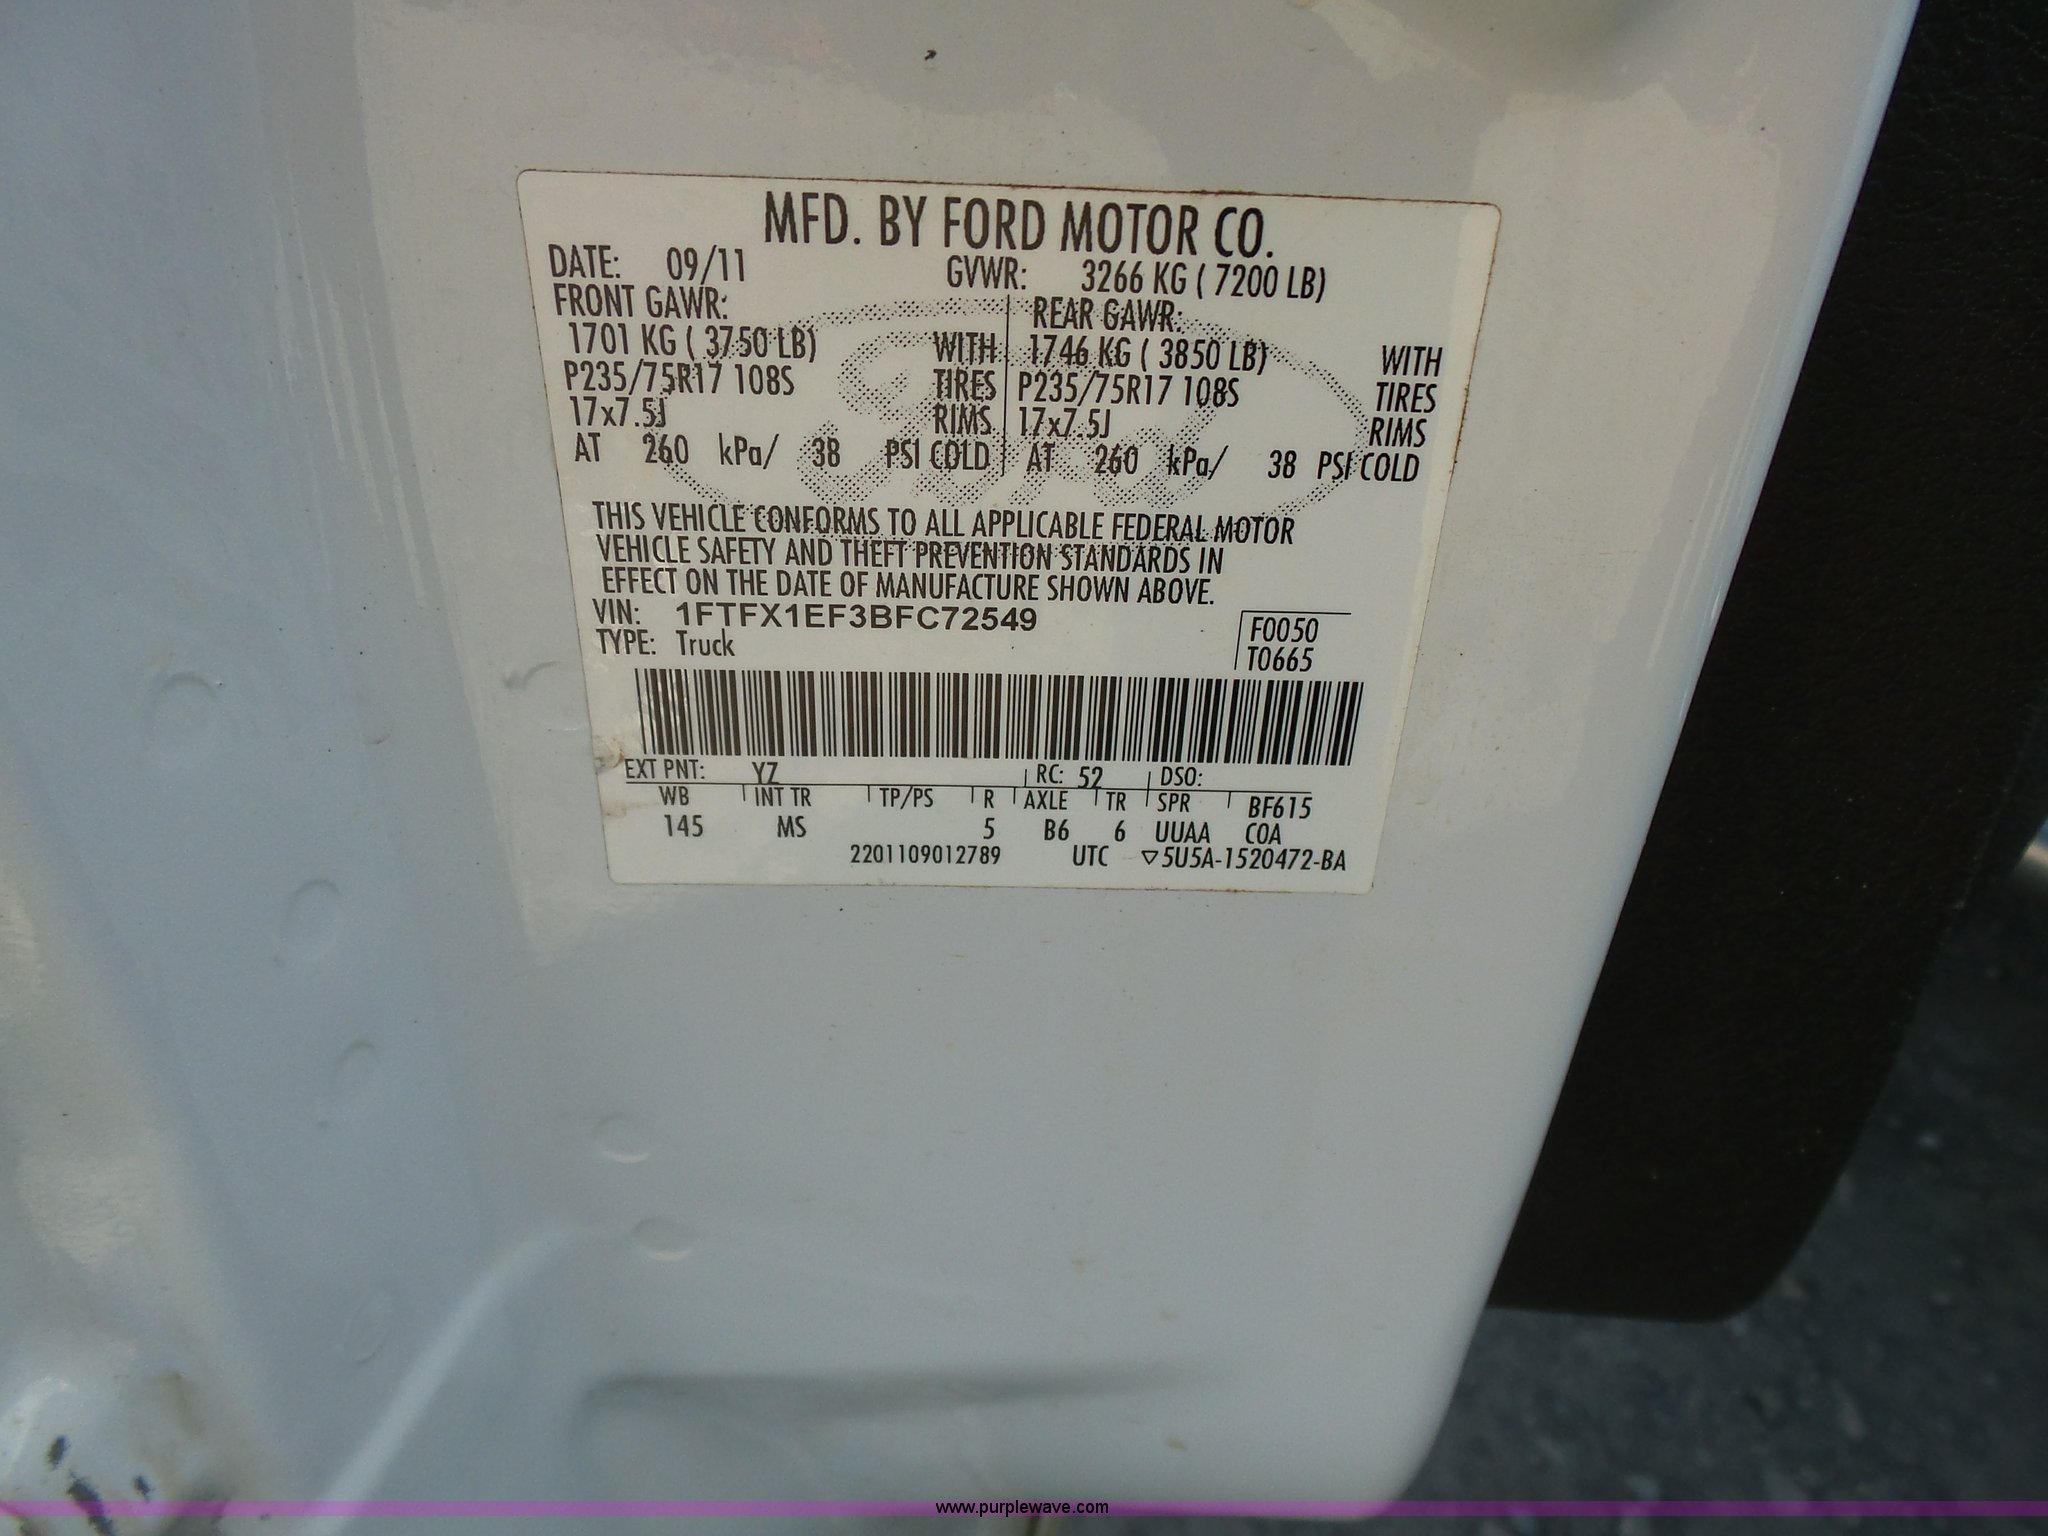 MFD. BY FORD MOTOR CO.
DATE: 09/11 GVWR: 3266 KG ( 7200 LB)
FRONT GAWR: REAR GAWR:
1701 KG ( 3750 LB) WITH 1746 KG ( 3850 LB) WITH
P235/75R17 108S TIRES P235/75R17 108S TIRES
17x7.5J RIMS 17x7.5J RIMS
AT 260 kPa/ 38 PSI COLD AT 260 kPa/ 38 PSI COLD
Ford
THIS VEHICLE CONFORMS TO ALL APPLICABLE FEDERAL MOTOR
VEHICLE SAFETY AND THEFT PREVENTION STANDARDS IN
EFFECT ON THE DATE OF MANUFACTURE SHOWN ABOVE.
VIN: 1FTFX1EF3BFC72549
TYPE: Truck
F0050
T0665
EXT PNT: YZ RC: 52 DSO:
WB INT TR TP/PS R AXLE TR SPR BF615
145 MS 5 B6 6 UUAA COA
2201109012789 UTC ▽5U5A-1520472-BA
www.purplewave.com